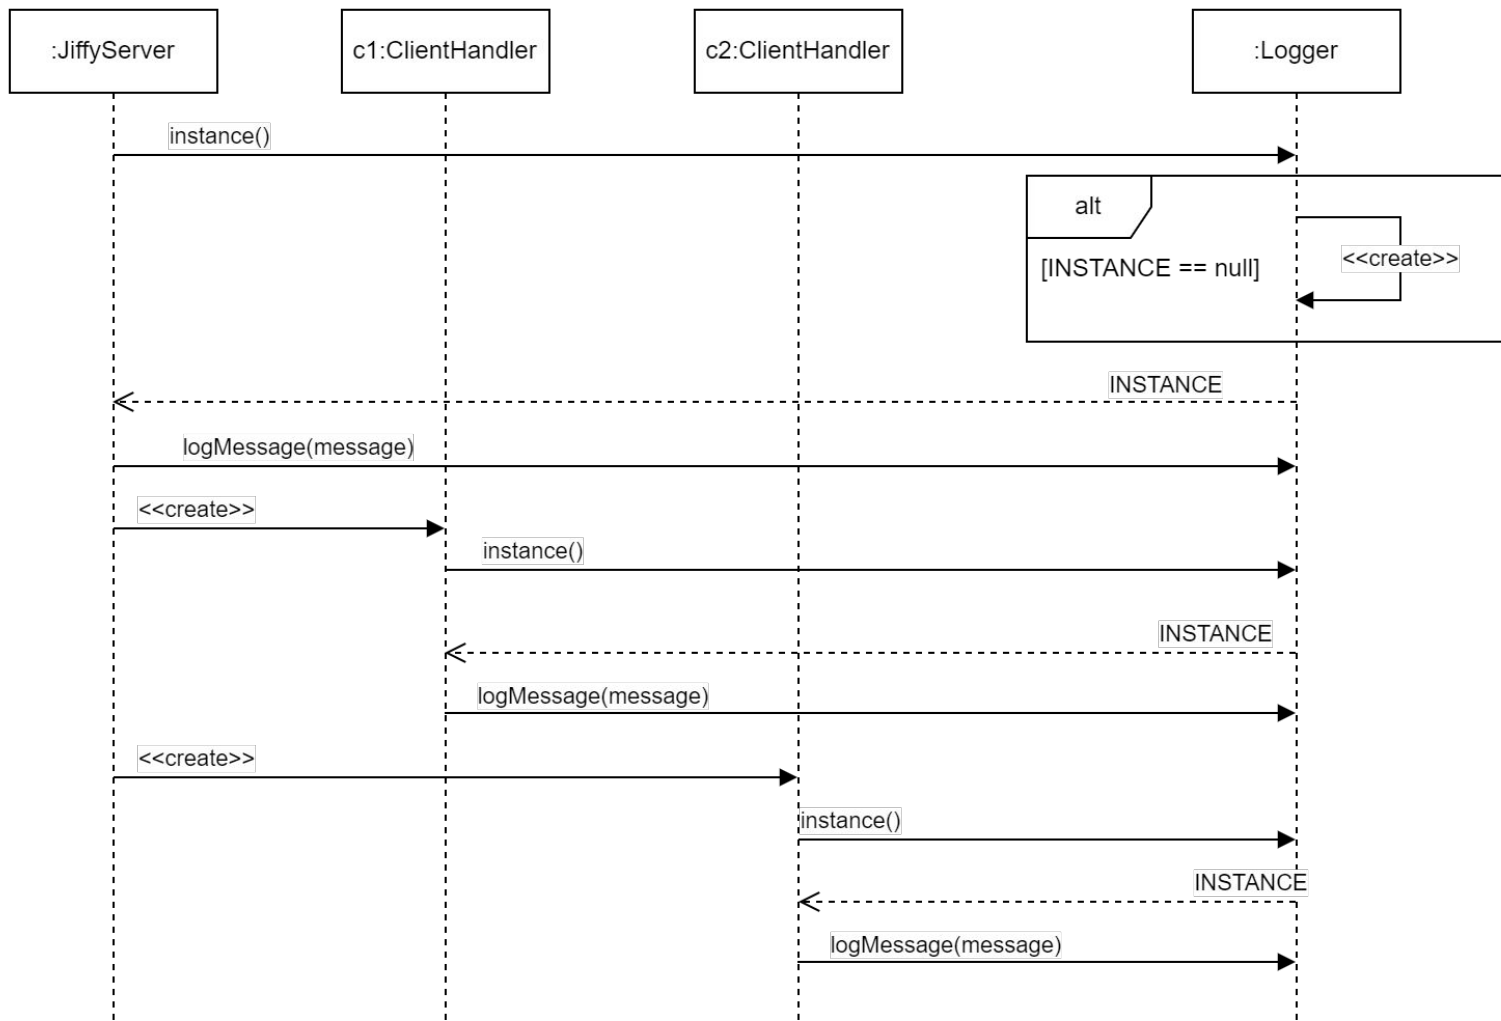 :JiffyServer
c1:ClientHandler
c2:ClientHandler
:Logger
instance()
alt
[INSTANCE == null]
<<create>>
INSTANCE
logMessage(message)
<<create>>
instance()
INSTANCE
logMessage(message)
<<create>>
instance()
INSTANCE
logMessage(message)